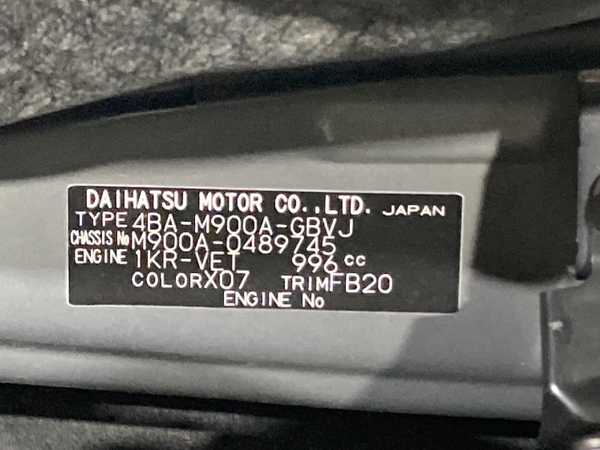 DAIHATSU MOTOR CO.,LTD. JAPAN
TYPE 4BA-M900A-GBVJ
CHASSIS No M900A-0489745
ENGINE 1KR-VET 996 cc
COLOR X07 TRIM FB20
ENGINE No